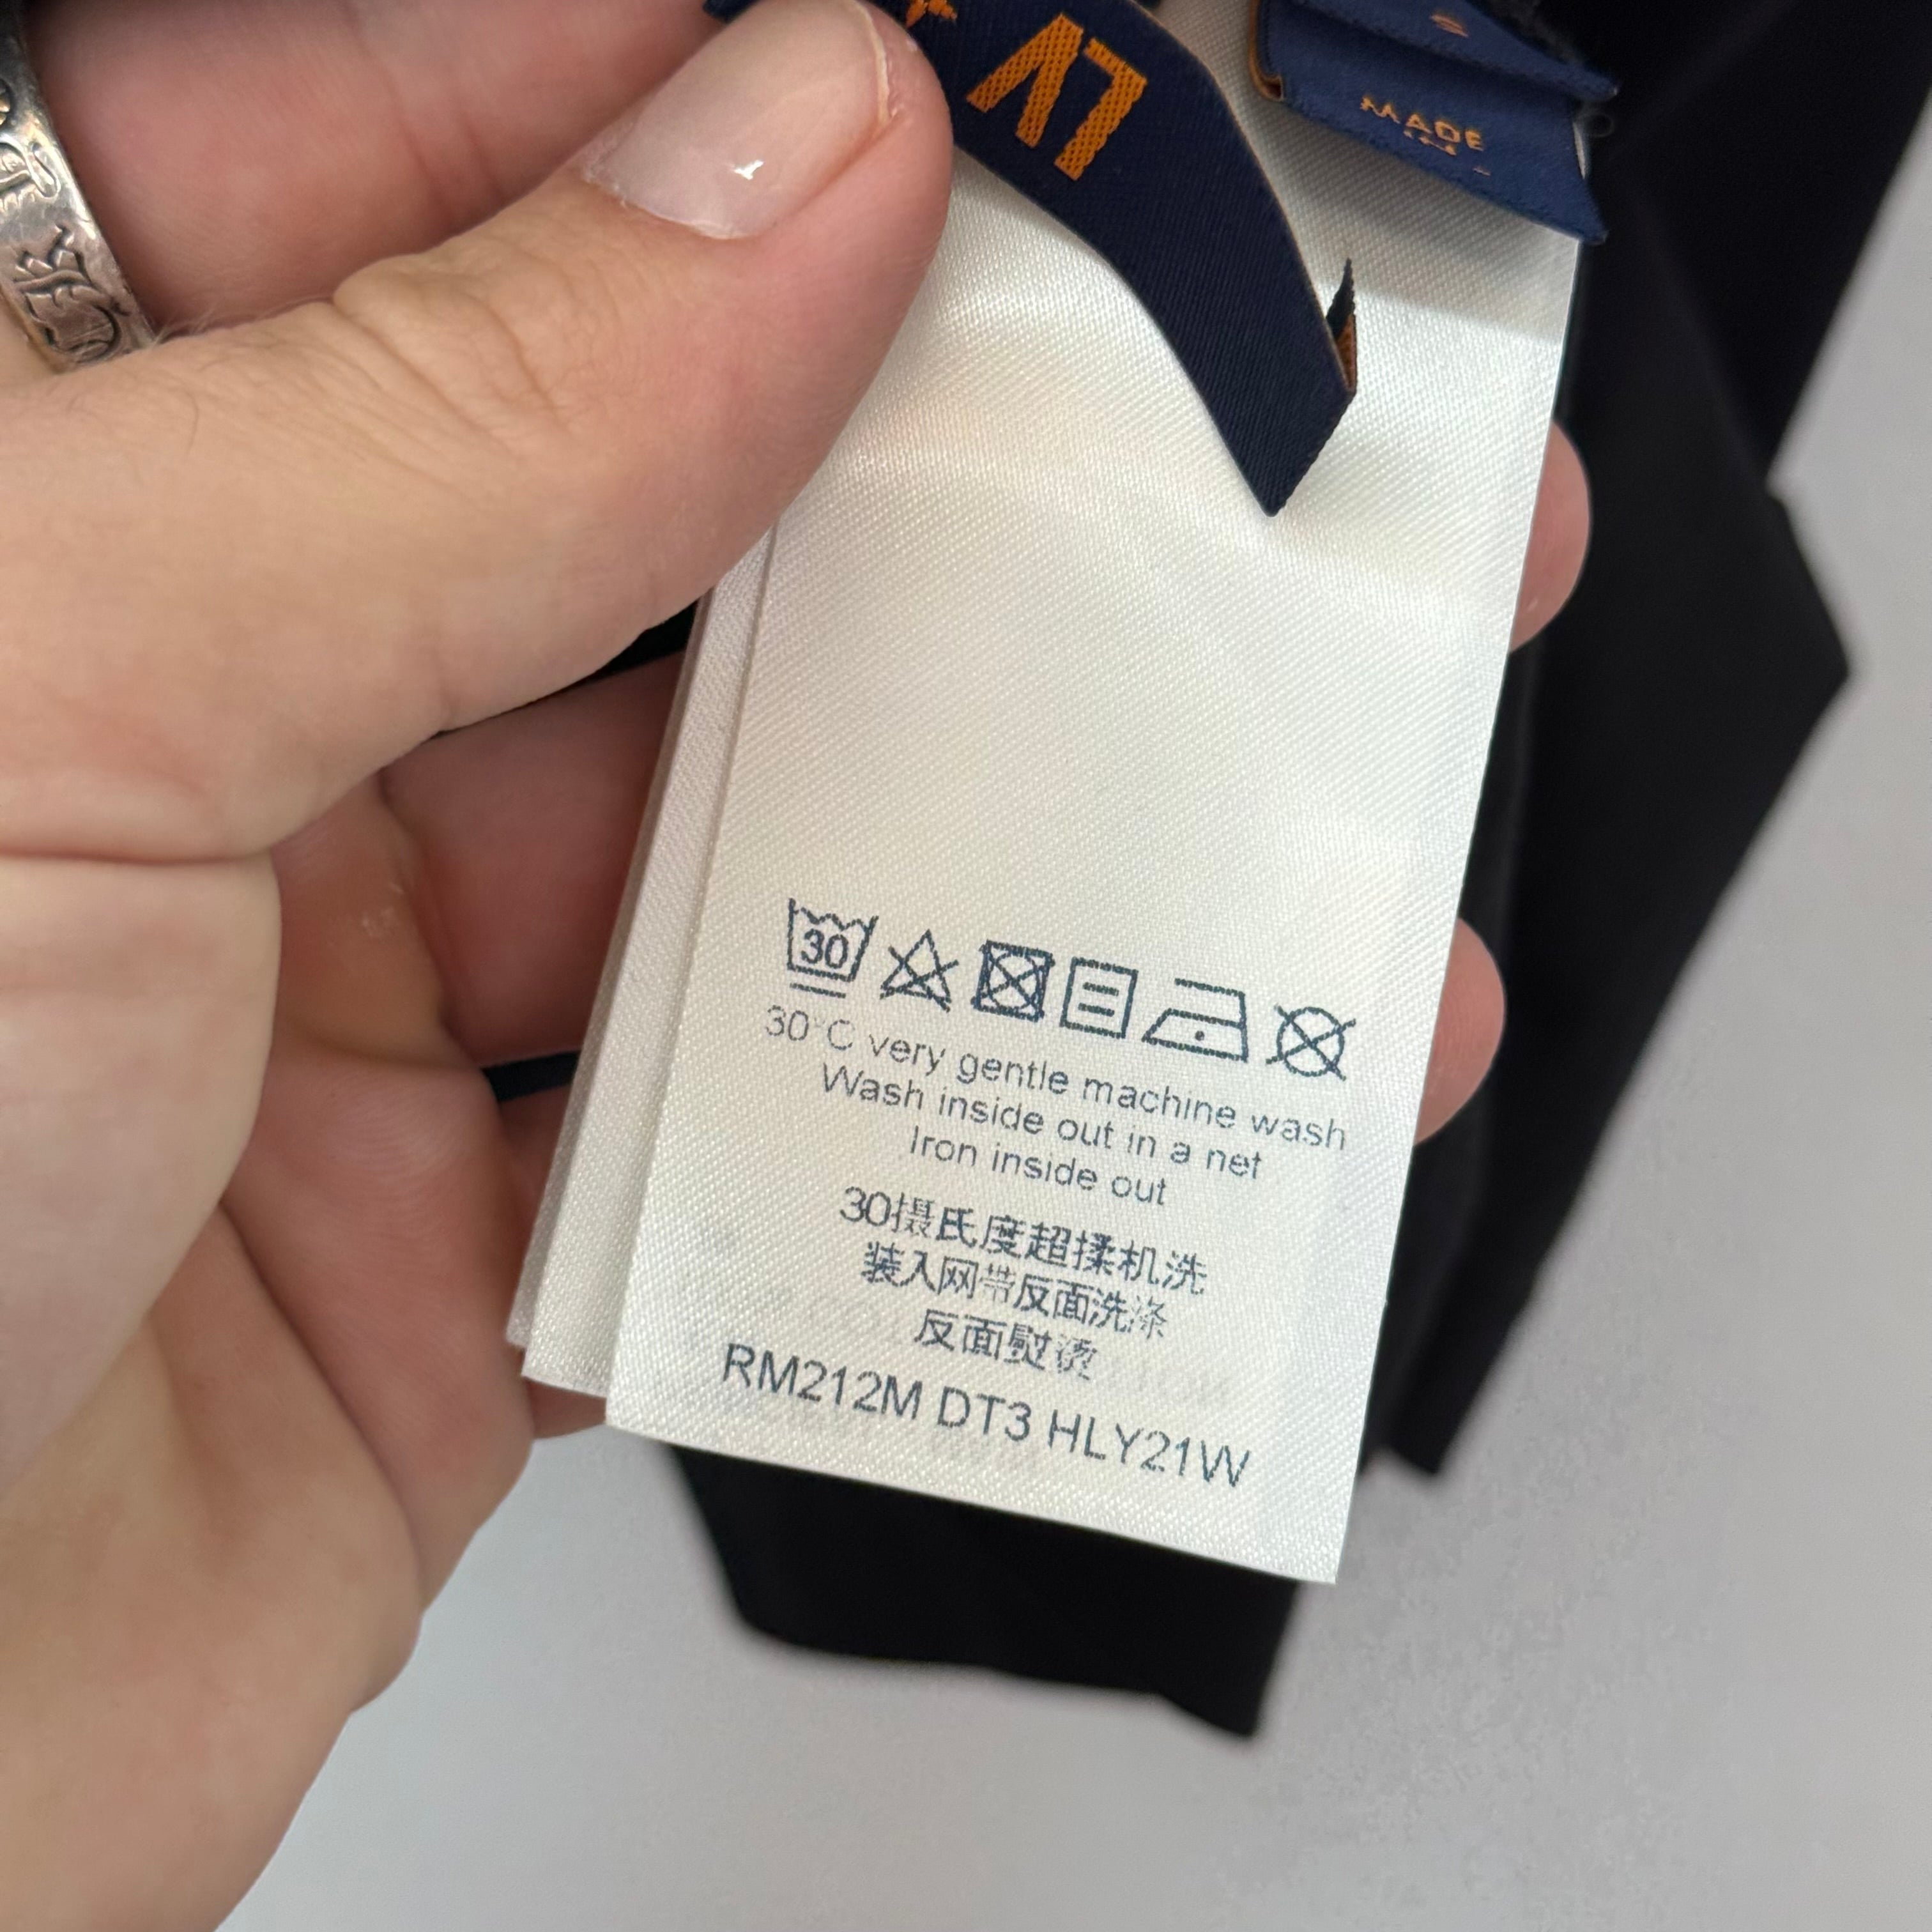 LV
S
MADE
30
30°C very gentle machine wash
Wash inside out in a net
Iron inside out
30摄氏度超揉机洗
装入网带反面洗涤
反面熨烫
RM212M DT3 HLY21W